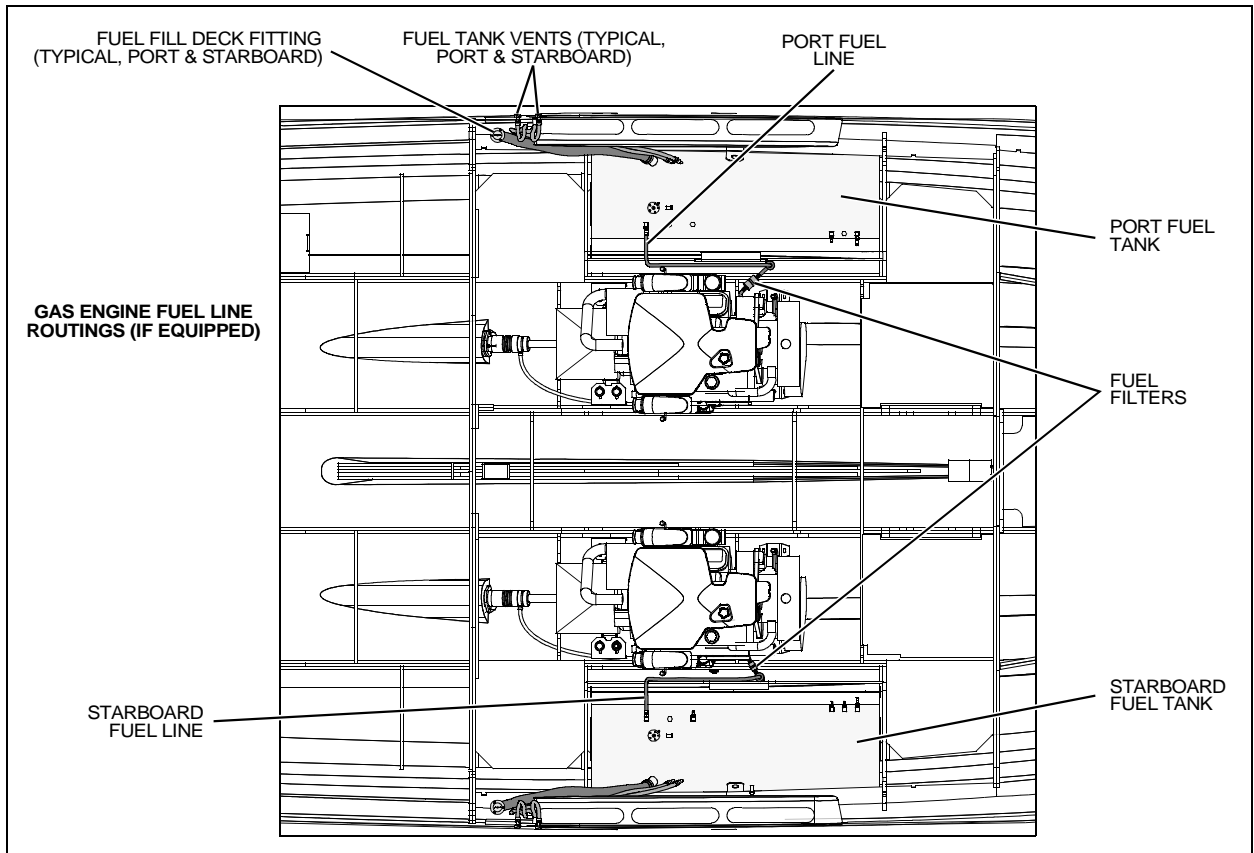 FUEL FILL DECK FITTING
(TYPICAL, PORT & STARBOARD)
FUEL TANK VENTS (TYPICAL,
PORT & STARBOARD)
PORT FUEL
LINE
PORT FUEL
TANK
GAS ENGINE FUEL LINE
ROUTINGS (IF EQUIPPED)
FUEL
FILTERS
STARBOARD
FUEL TANK
STARBOARD
FUEL LINE